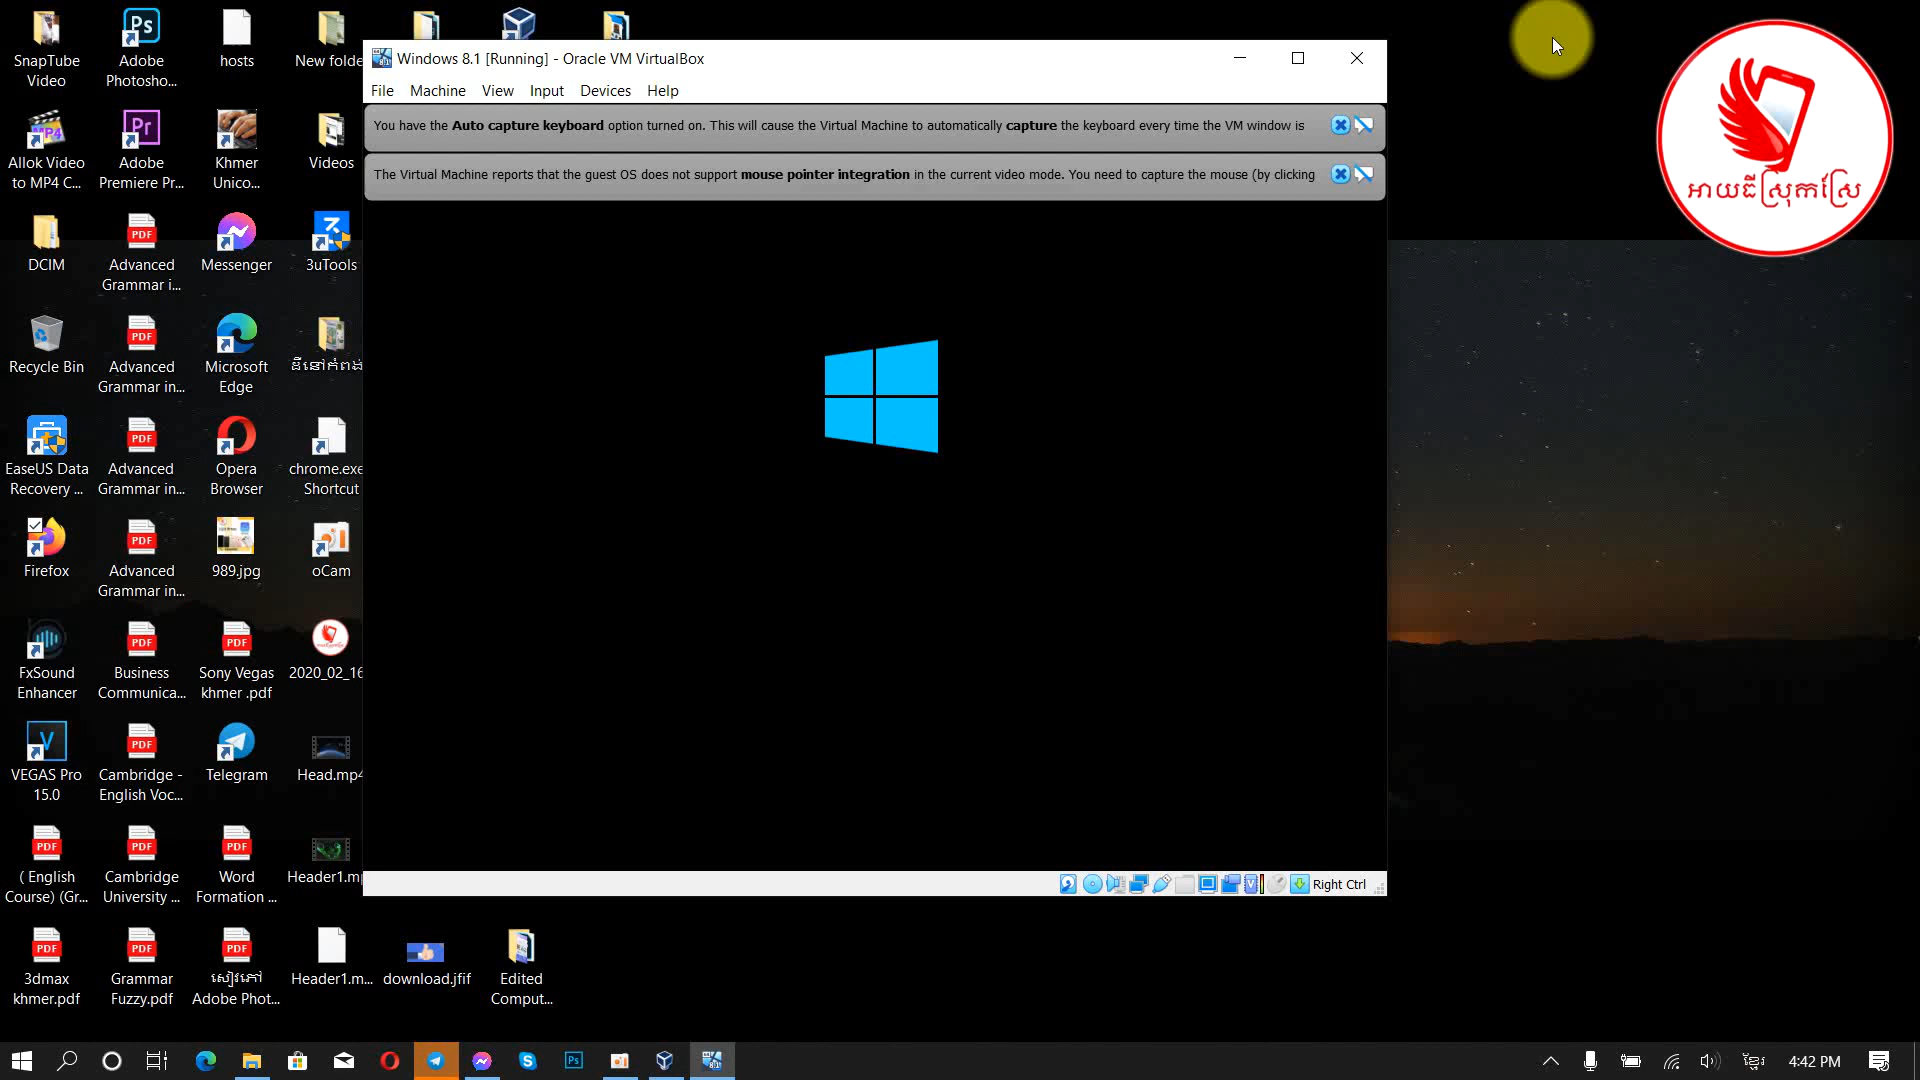 SnapTube
Video
Adobe
Photosho...
hosts
New folde
Windows 8.1 [Running] - Oracle VM VirtualBox
File Machine View Input Devices Help
You have the Auto capture keyboard option turned on. This will cause the Virtual Machine to automatically capture the keyboard every time the VM window is
The Virtual Machine reports that the guest OS does not support mouse pointer integration in the current video mode. You need to capture the mouse (by clicking
អាយធីស្រុកស្រែ
Allok Video
to MP4 C...
Adobe
Premiere Pr...
Khmer
Unico...
Videos
DCIM
Advanced
Grammar i...
Messenger
3uTools
Recycle Bin
Advanced
Grammar in...
Microsoft
Edge
ដីនៅកំពង់
EaseUS Data
Recovery ...
Advanced
Grammar in...
Opera
Browser
chrome.exe
Shortcut
Firefox
Advanced
Grammar in...
989.jpg
oCam
FxSound
Enhancer
Business
Communica...
Sony Vegas
khmer .pdf
2020_02_16
VEGAS Pro
15.0
Cambridge -
English Voc...
Telegram
Head.mp4
( English
Course) (Gr...
Cambridge
University ...
Word
Formation ...
Header1.mp
Right Ctrl
3dmax
khmer.pdf
Grammar
Fuzzy.pdf
សៀវភៅ
Adobe Phot...
Header1.m...
download.jfif
Edited
Comput...
4:42 PM